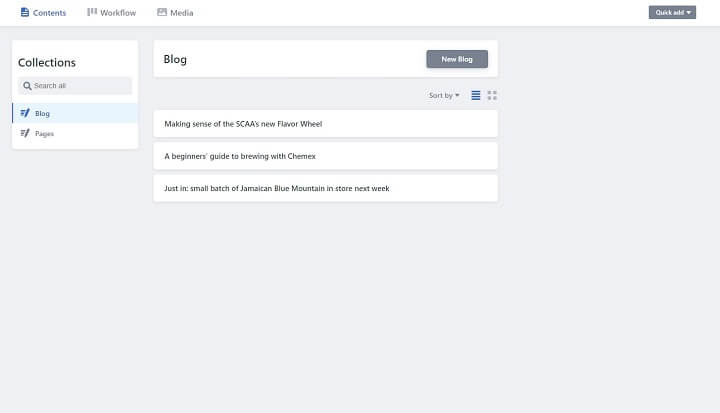 Contents Workflow Media Quick add
Collections
Search all
Blog
Pages
Blog New Blog
Sort by
Making sense of the SCAA's new Flavor Wheel
A beginners' guide to brewing with Chemex
Just in: small batch of Jamaican Blue Mountain in store next week